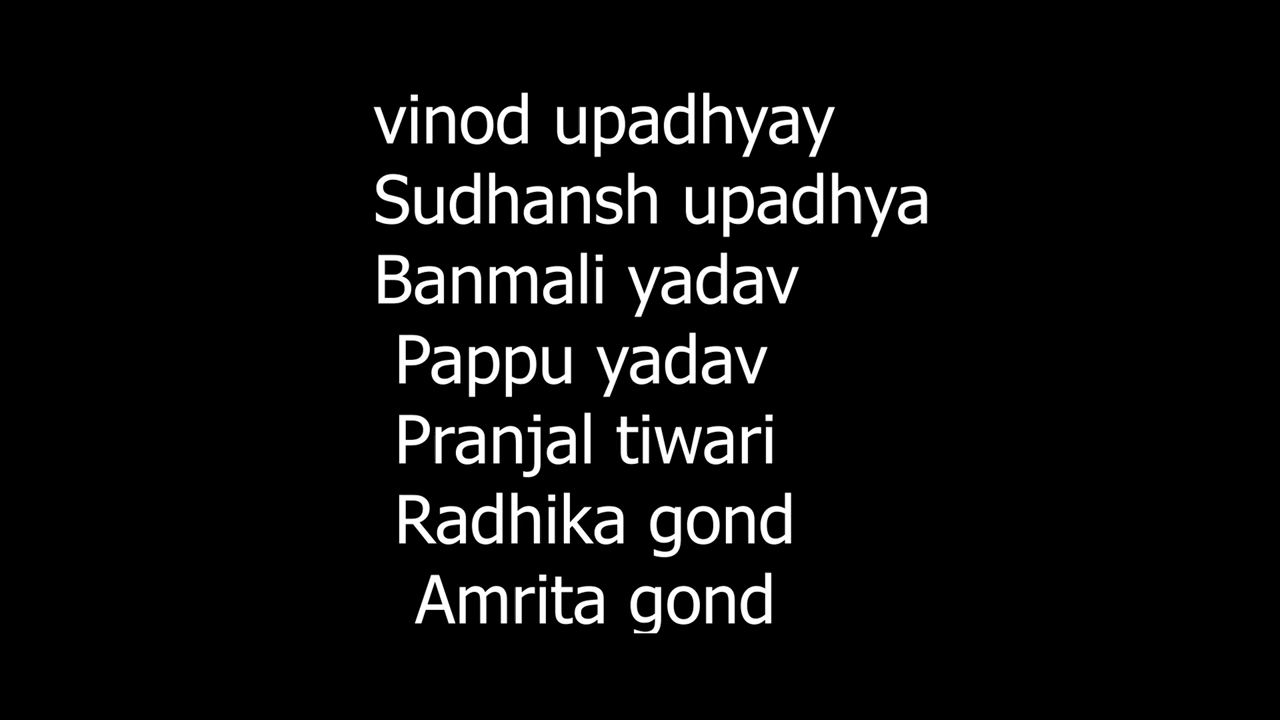 vinod upadhyay
Sudhansh upadhya
Banmali yadav
Pappu yadav
Pranjal tiwari
Radhika gond
Amrita gond